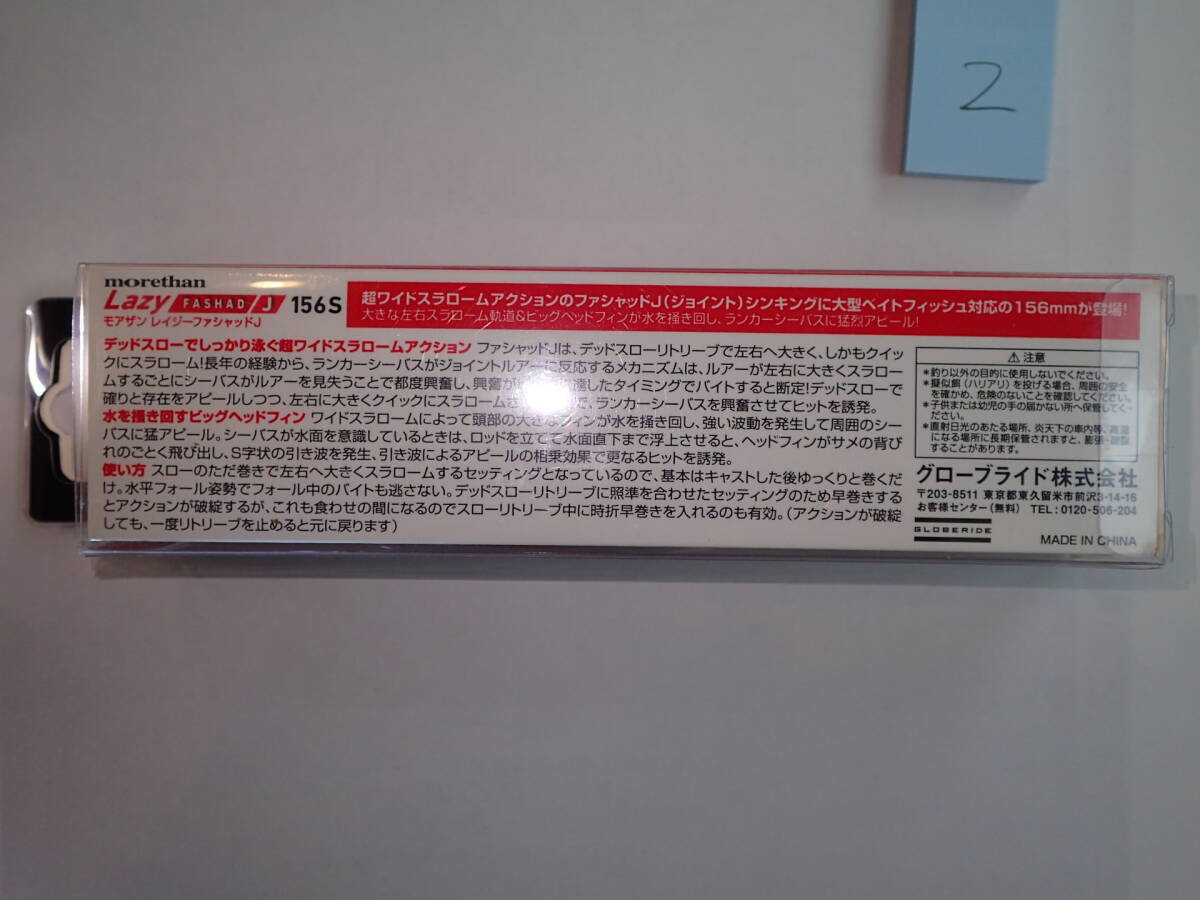 2
morethan
Lazy FASHAD J 156S
モアザン レイジーファシャッドJ
超ワイドスラロームアクションのファシャッドJ(ジョイント)シンキングに大型ベイトフィッシュ対応の156mmが登場!
大きな左右スラローム軌道&ビッグヘッドフィンが水を掻き回し、ランカーシーバスに猛烈アピール!
デッドスローでしっかり泳ぐ超ワイドスラロームアクション ファシャッドJは、デッドスローリトリーブで左右へ大きく、しかもクイッ
クにスラローム!長年の経験から、ランカーシーバスがジョイントルアーに反応するメカニズムは、ルアーが左右に大きくスラロー
ムするごとにシーバスがルアーを見失うことで都度興奮し、興奮が 達したタイミングでバイトすると断定!デッドスローで
確りと存在をアピールしつつ、左右に大きくクイックにスラロームさ で、ランカーシーバスを興奮させてヒットを誘発。
水を掻き回すビッグヘッドフィン ワイドスラロームによって頭部の大きなフィンが水を掻き回し、強い波動を発生して周囲のシー
バスに猛アピール。シーバスが水面を意識しているときは、ロッドを立てて水面直下まで浮上させると、ヘッドフィンがサメの背び
れのごとく飛び出し、S字状の引き波を発生、引き波によるアピールの相乗効果で更なるヒットを誘発。
使い方 スローのただ巻きで左右へ大きくスラロームするセッティングとなっているので、基本はキャストした後ゆっくりと巻くだ
け。水平フォール姿勢でフォール中のバイトも逃さない。デッドスローリトリーブに照準を合わせたセッティングのため早巻きする
とアクションが破綻するが、これも食わせの間になるのでスローリトリーブ中に時折早巻きを入れるのも有効。(アクションが破綻
しても、一度リトリーブを止めると元に戻ります)
⚠ 注意
*釣り以外の目的に使用しないでください。
*擬似餌(ハリアリ)を投げる場合、周囲の安全
を確かめ、危険のないことを確認してください。
*子供または幼児の手の届かない所へ保管してく
ださい。
*直射日光のあたる場所、炎天下の車内等、高温
になる場所に長期保管されますと、膨張・破裂
することがあります。
グローブライド株式会社
〒203-8511 東京都東久留米市前沢3-14-16
お客様センター(無料) TEL:0120-506-204
GLOBERIDE
MADE IN CHINA